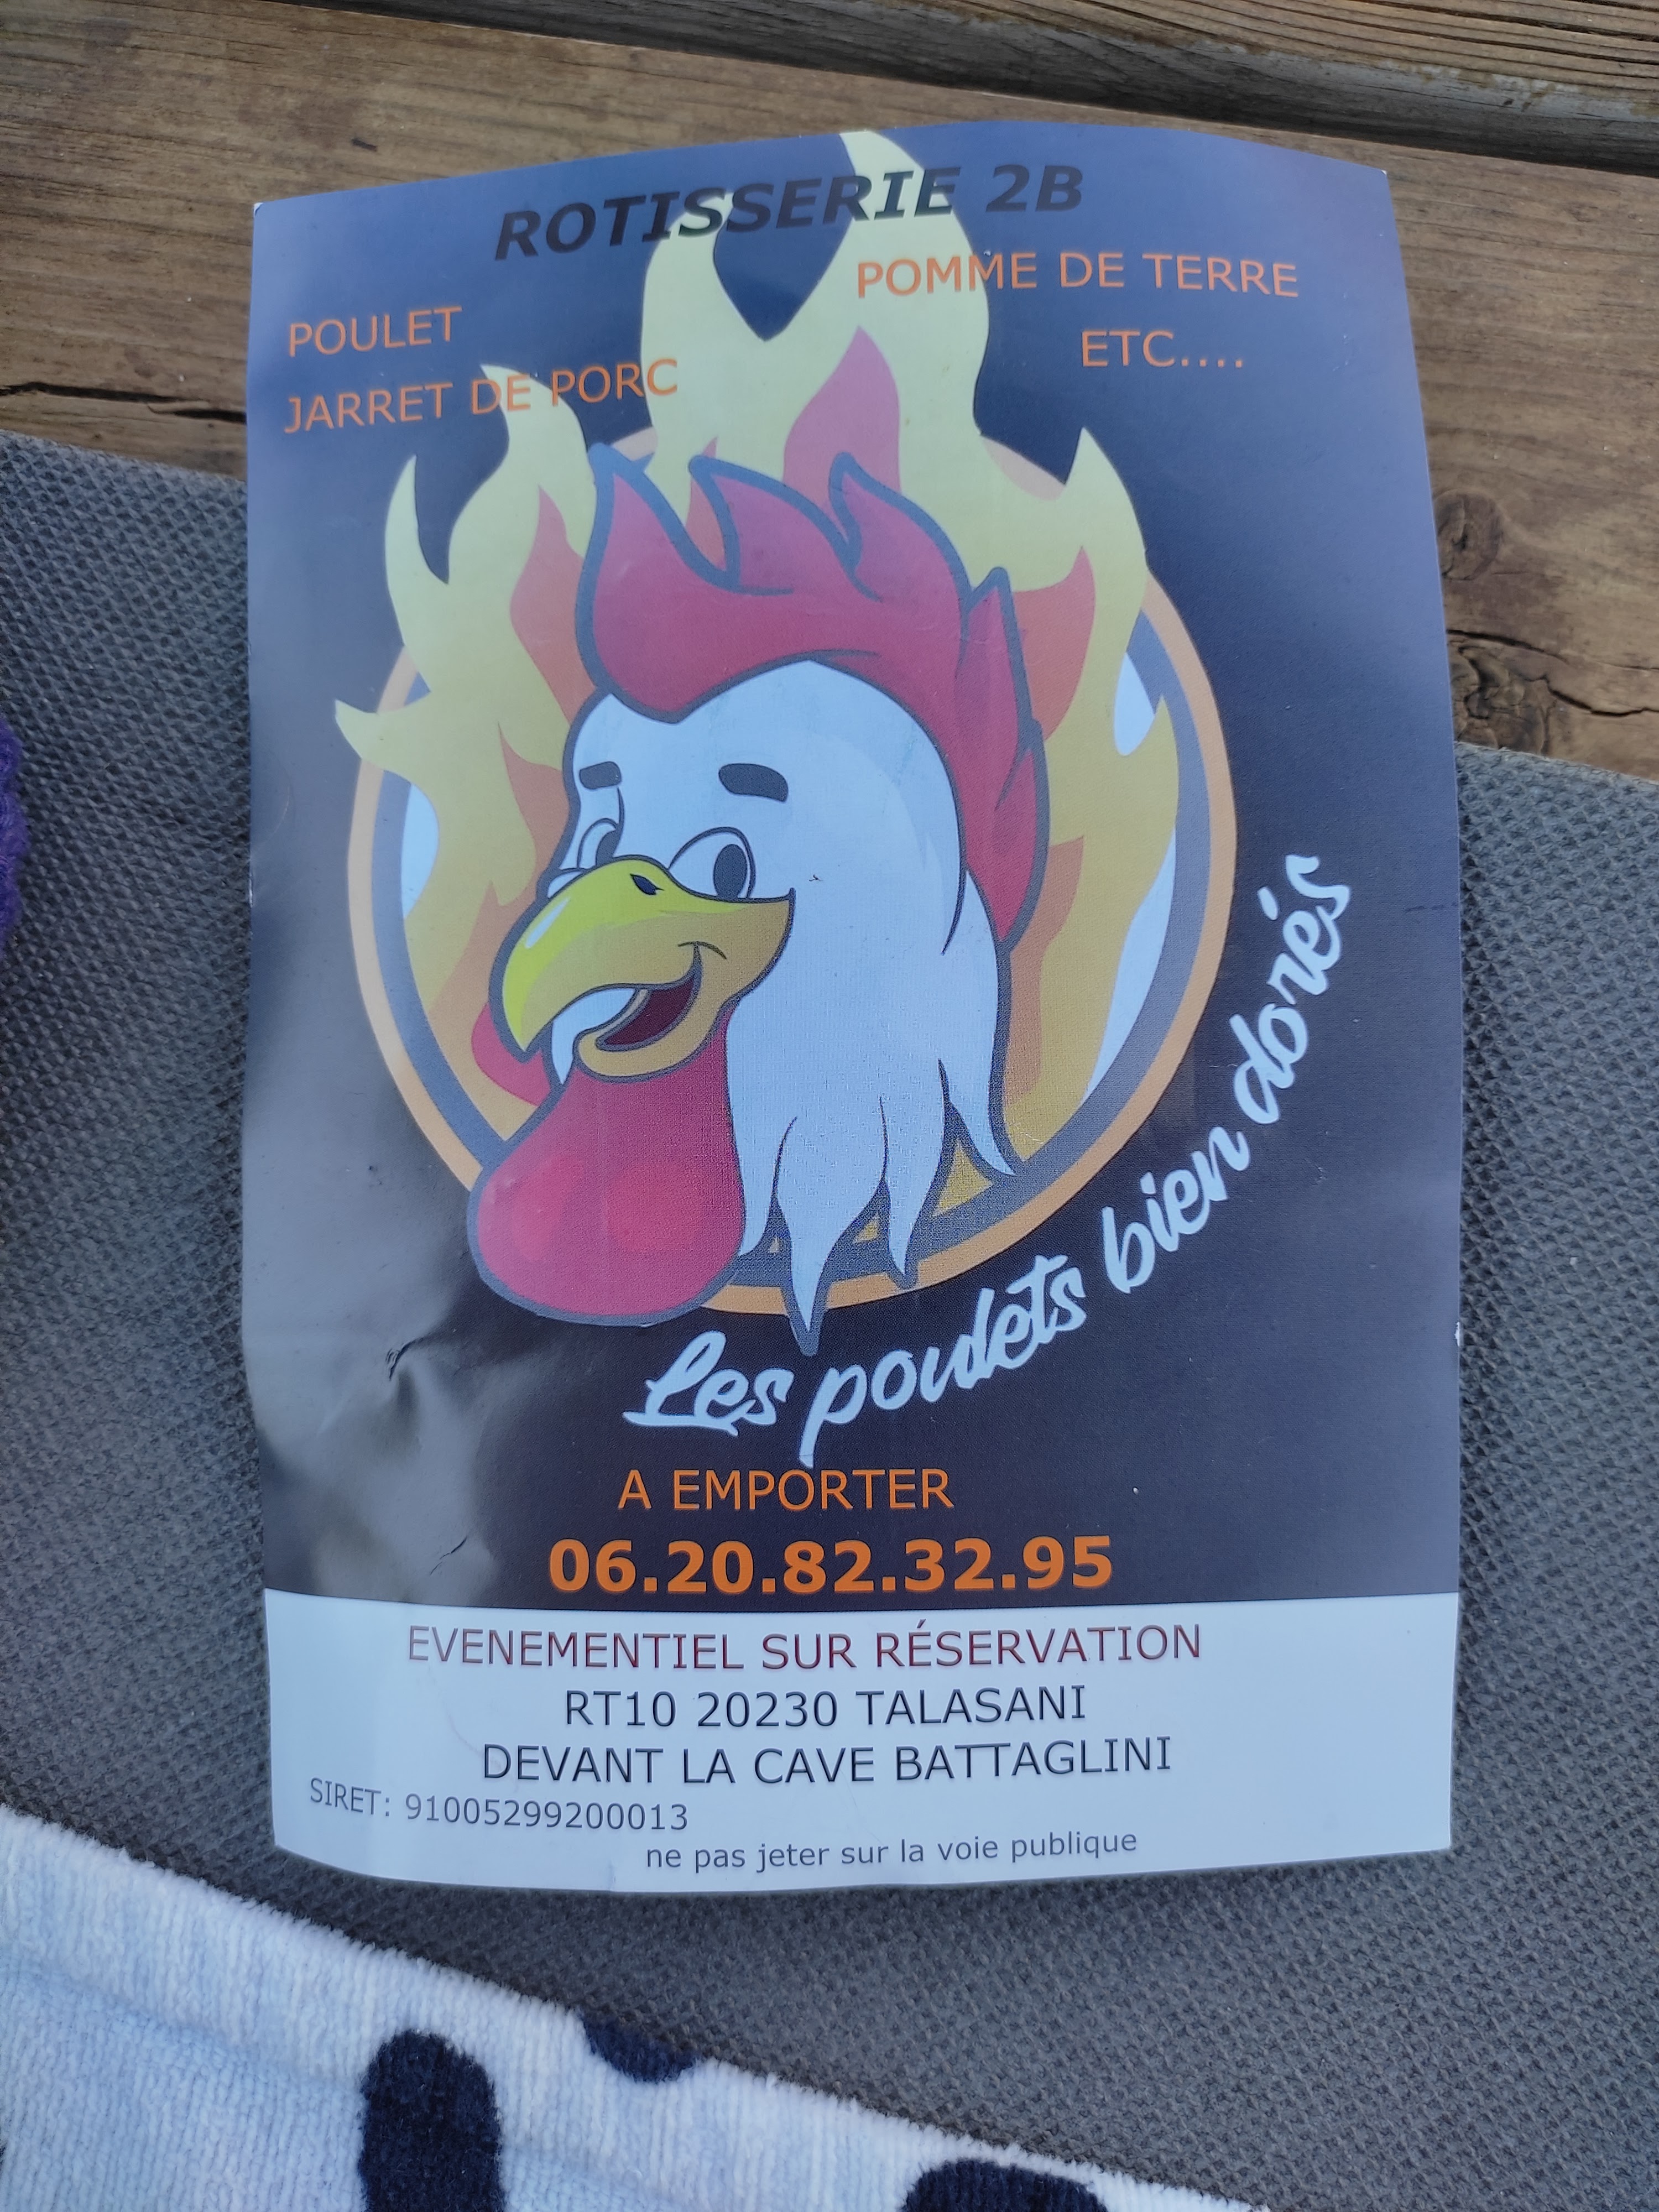 ROTISSERIE 2B
POULET
JARRET DE PORC
POMME DE TERRE
ETC....
Les poulets bien dorés
A EMPORTER
06.20.82.32.95
EVENEMENTIEL SUR RÉSERVATION
RT10 20230 TALASANI
DEVANT LA CAVE BATTAGLINI
SIRET: 91005299200013
ne pas jeter sur la voie publique